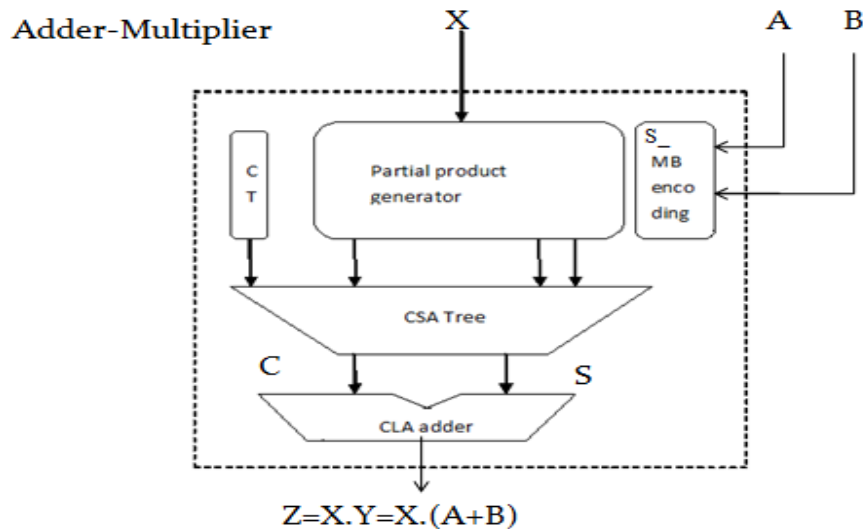 Adder-Multiplier
X
A
B
C
T
Partial product
generator
S_
MB
enco
ding
CSA Tree
C
S
CLA adder
Z=X.Y=X.(A+B)